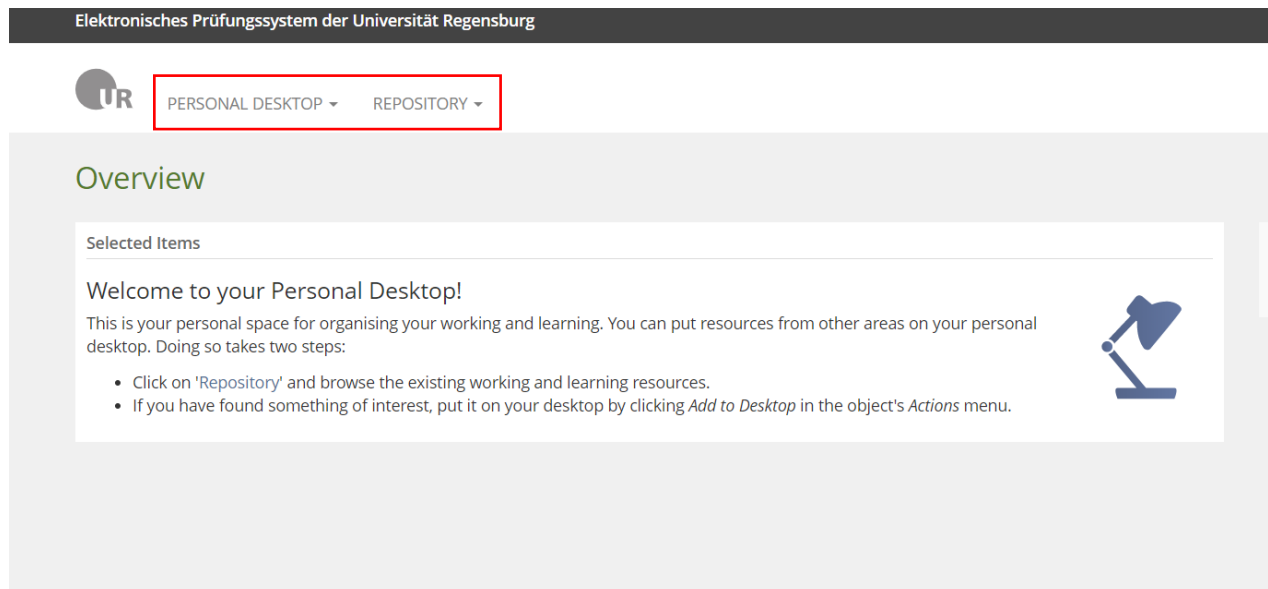 Elektronisches Prüfungssystem der Universität Regensburg
UR
PERSONAL DESKTOP REPOSITORY
Overview
Selected Items
Welcome to your Personal Desktop!
This is your personal space for organising your working and learning. You can put resources from other areas on your personal
desktop. Doing so takes two steps:
• Click on 'Repository' and browse the existing working and learning resources.
• If you have found something of interest, put it on your desktop by clicking Add to Desktop in the object's Actions menu.